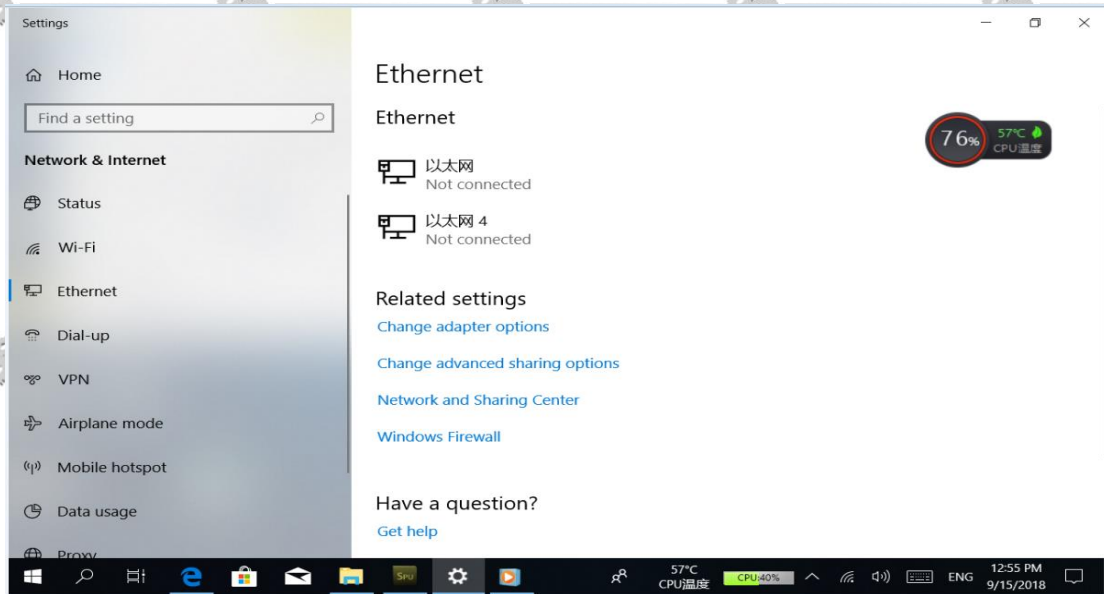 Settings
Home
Find a setting
Network & Internet
Status
Wi-Fi
Ethernet
Dial-up
VPN
Airplane mode
Mobile hotspot
Data usage
Proxy
Ethernet
Ethernet
以太网
Not connected
以太网 4
Not connected
Related settings
Change adapter options
Change advanced sharing options
Network and Sharing Center
Windows Firewall
Have a question?
Get help
76%
57℃
CPU温度
SPU
57°C
CPU温度
CPU:40%
ENG
12:55 PM
9/15/2018